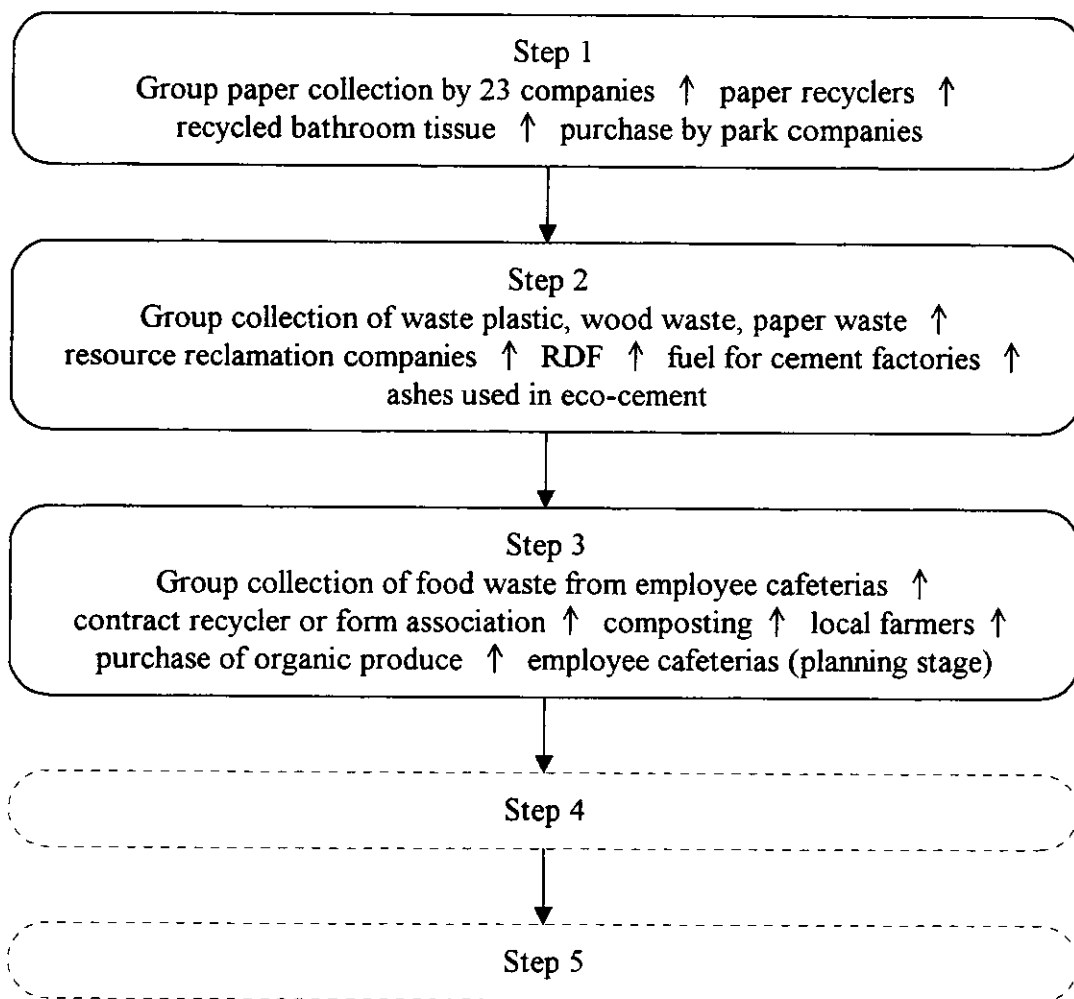 Step 1
Group paper collection by 23 companies ↑ paper recyclers ↑
recycled bathroom tissue ↑ purchase by park companies
Step 2
Group collection of waste plastic, wood waste, paper waste ↑
resource reclamation companies ↑ RDF ↑ fuel for cement factories ↑
ashes used in eco-cement
Step 3
Group collection of food waste from employee cafeterias ↑
contract recycler or form association ↑ composting ↑ local farmers ↑
purchase of organic produce ↑ employee cafeterias (planning stage)
Step 4
Step 5